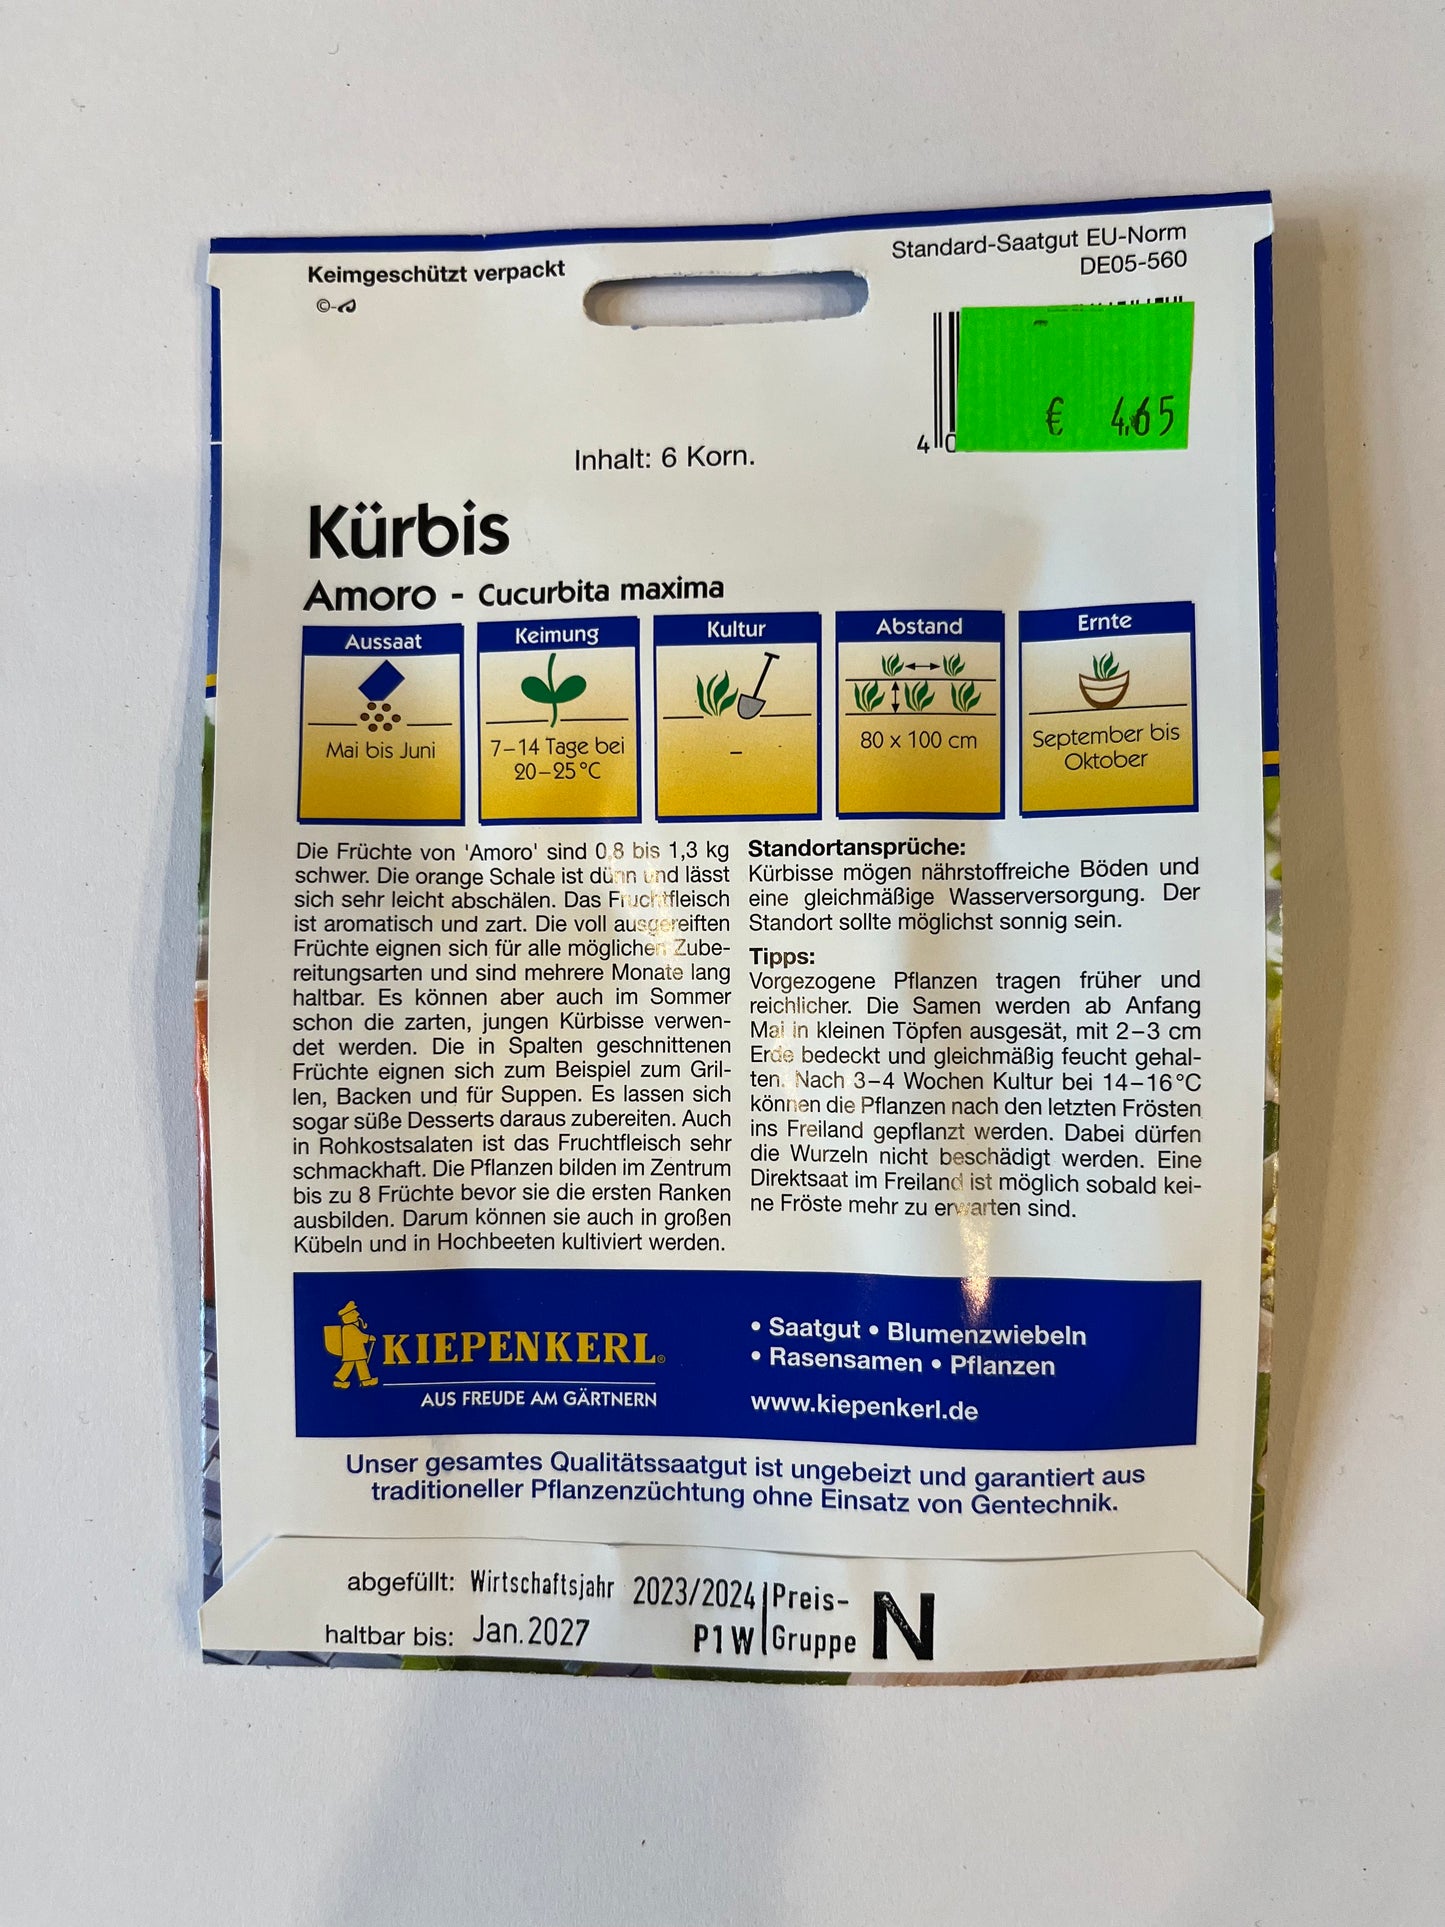 Keimgeschützt verpackt
©-
Standard-Saatgut EU-Norm
DE05-560
€ 4,65
4 0
Inhalt: 6 Korn.
Kürbis
Amoro - Cucurbita maxima
Aussaat
Mai bis Juni
Keimung
7–14 Tage bei
20–25°C
Kultur
–
Abstand
80 x 100 cm
Ernte
September bis
Oktober
Die Früchte von 'Amoro' sind 0,8 bis 1,3 kg
schwer. Die orange Schale ist dünn und lässt
sich sehr leicht abschälen. Das Fruchtfleisch
ist aromatisch und zart. Die voll ausgereiften
Früchte eignen sich für alle möglichen Zube-
reitungsarten und sind mehrere Monate lang
haltbar. Es können aber auch im Sommer
schon die zarten, jungen Kürbisse verwen-
det werden. Die in Spalten geschnittenen
Früchte eignen sich zum Beispiel zum Gril-
len, Backen und für Suppen. Es lassen sich
sogar süße Desserts daraus zubereiten. Auch
in Rohkostsalaten ist das Fruchtfleisch sehr
schmackhaft. Die Pflanzen bilden im Zentrum
bis zu 8 Früchte bevor sie die ersten Ranken
ausbilden. Darum können sie auch in großen
Kübeln und in Hochbeeten kultiviert werden.
Standortansprüche:
Kürbisse mögen nährstoffreiche Böden und
eine gleichmäßige Wasserversorgung. Der
Standort sollte möglichst sonnig sein.
Tipps:
Vorgezogene Pflanzen tragen früher und
reichlicher. Die Samen werden ab Anfang
Mai in kleinen Töpfen ausgesät, mit 2–3 cm
Erde bedeckt und gleichmäßig feucht gehal-
ten. Nach 3–4 Wochen Kultur bei 14–16°C
können die Pflanzen nach den letzten Frösten
ins Freiland gepflanzt werden. Dabei dürfen
die Wurzeln nicht beschädigt werden. Eine
Direktsaat im Freiland ist möglich sobald kei-
ne Fröste mehr zu erwarten sind.
KIEPENKERL®
AUS FREUDE AM GÄRTNERN
• Saatgut • Blumenzwiebeln
• Rasensamen • Pflanzen
www.kiepenkerl.de
Unser gesamtes Qualitätssaatgut ist ungebeizt und garantiert aus
traditioneller Pflanzenzüchtung ohne Einsatz von Gentechnik.
abgefüllt: Wirtschaftsjahr 2023/2024 Preis-
haltbar bis: Jan.2027 P1W Gruppe N